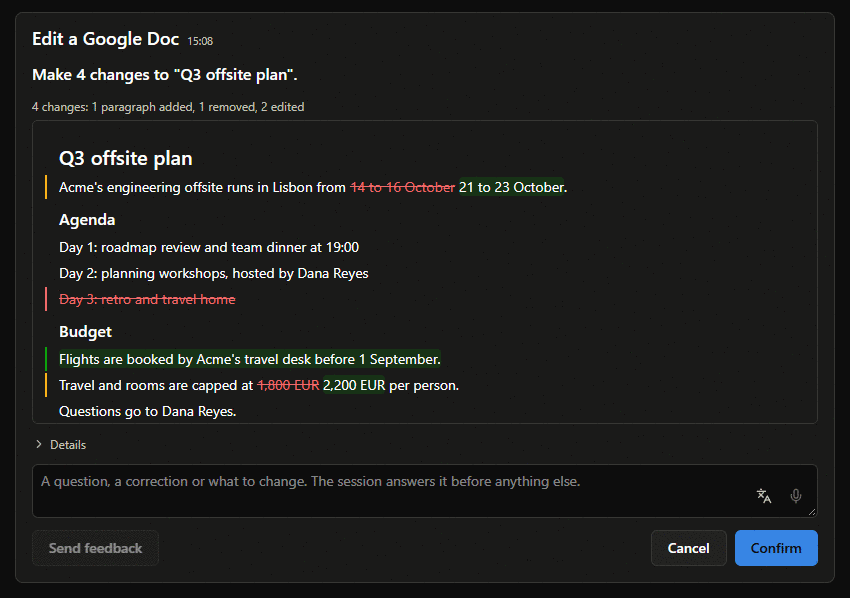 Edit a Google Doc 15:08
Make 4 changes to "Q3 offsite plan".
4 changes: 1 paragraph added, 1 removed, 2 edited
Q3 offsite plan
Acme's engineering offsite runs in Lisbon from 14 to 16 October 21 to 23 October.
Agenda
Day 1: roadmap review and team dinner at 19:00
Day 2: planning workshops, hosted by Dana Reyes
Day 3: retro and travel home
Budget
Flights are booked by Acme's travel desk before 1 September.
Travel and rooms are capped at 1,800 EUR 2,200 EUR per person.
Questions go to Dana Reyes.
Details
A question, a correction or what to change. The session answers it before anything else.
Send feedback
Cancel
Confirm